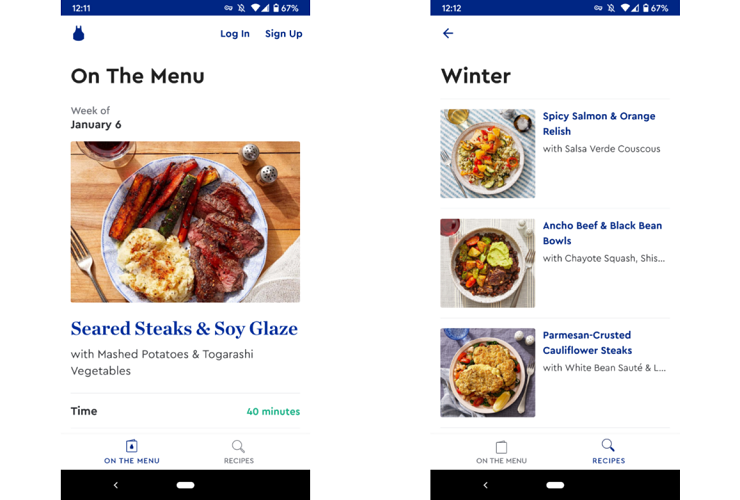 12:11
67%
Log In
Sign Up
On The Menu
Week of
January 6
Seared Steaks & Soy Glaze
with Mashed Potatoes & Togarashi
Vegetables
Time
40 minutes
ON THE MENU
RECIPES
12:12
67%
Winter
Spicy Salmon & Orange
Relish
with Salsa Verde Couscous
Ancho Beef & Black Bean
Bowls
with Chayote Squash, Shis...
Parmesan-Crusted
Cauliflower Steaks
with White Bean Sauté & L...
ON THE MENU
RECIPES